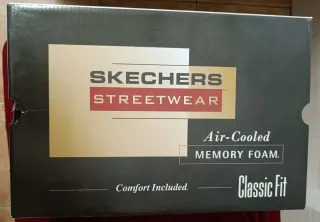 SKECHERS
STREETWEAR
Air-Cooled
MEMORY FOAM.
Comfort Included.
Classic Fit